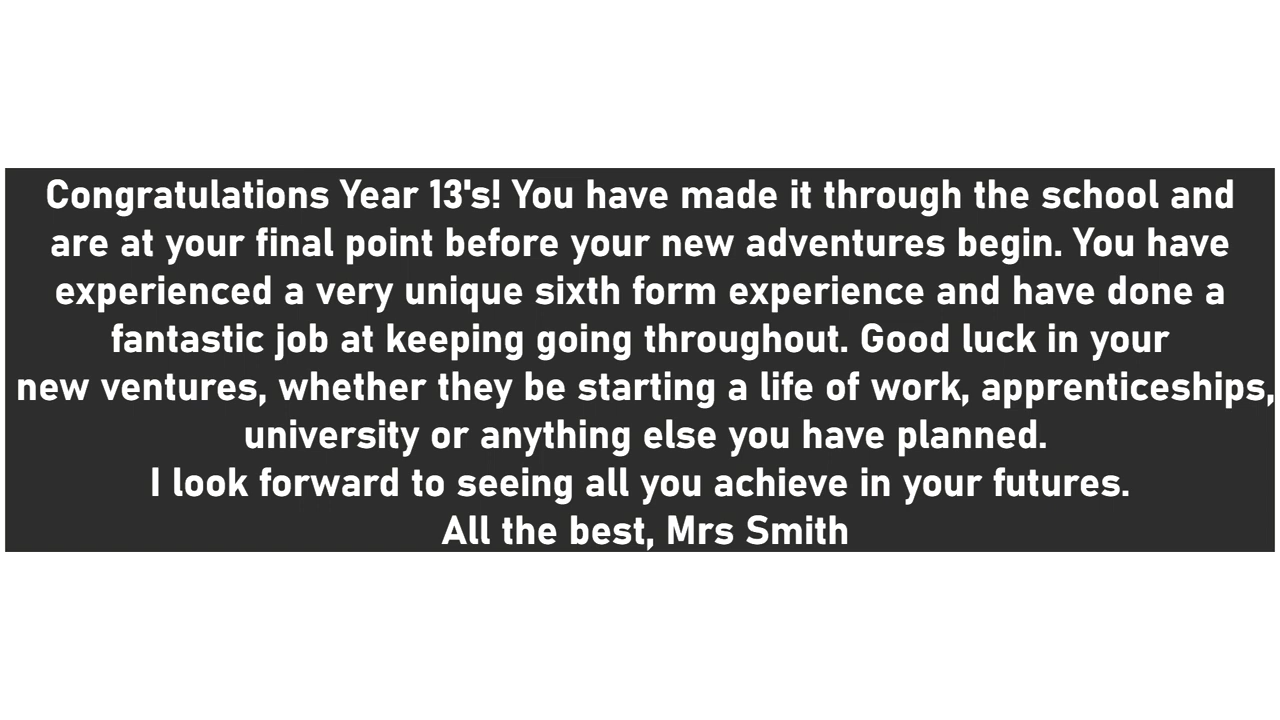 Congratulations Year 13's! You have made it through the school and
are at your final point before your new adventures begin. You have
experienced a very unique sixth form experience and have done a
fantastic job at keeping going throughout. Good luck in your
new ventures, whether they be starting a life of work, apprenticeships,
university or anything else you have planned.
I look forward to seeing all you achieve in your futures.
All the best, Mrs Smith